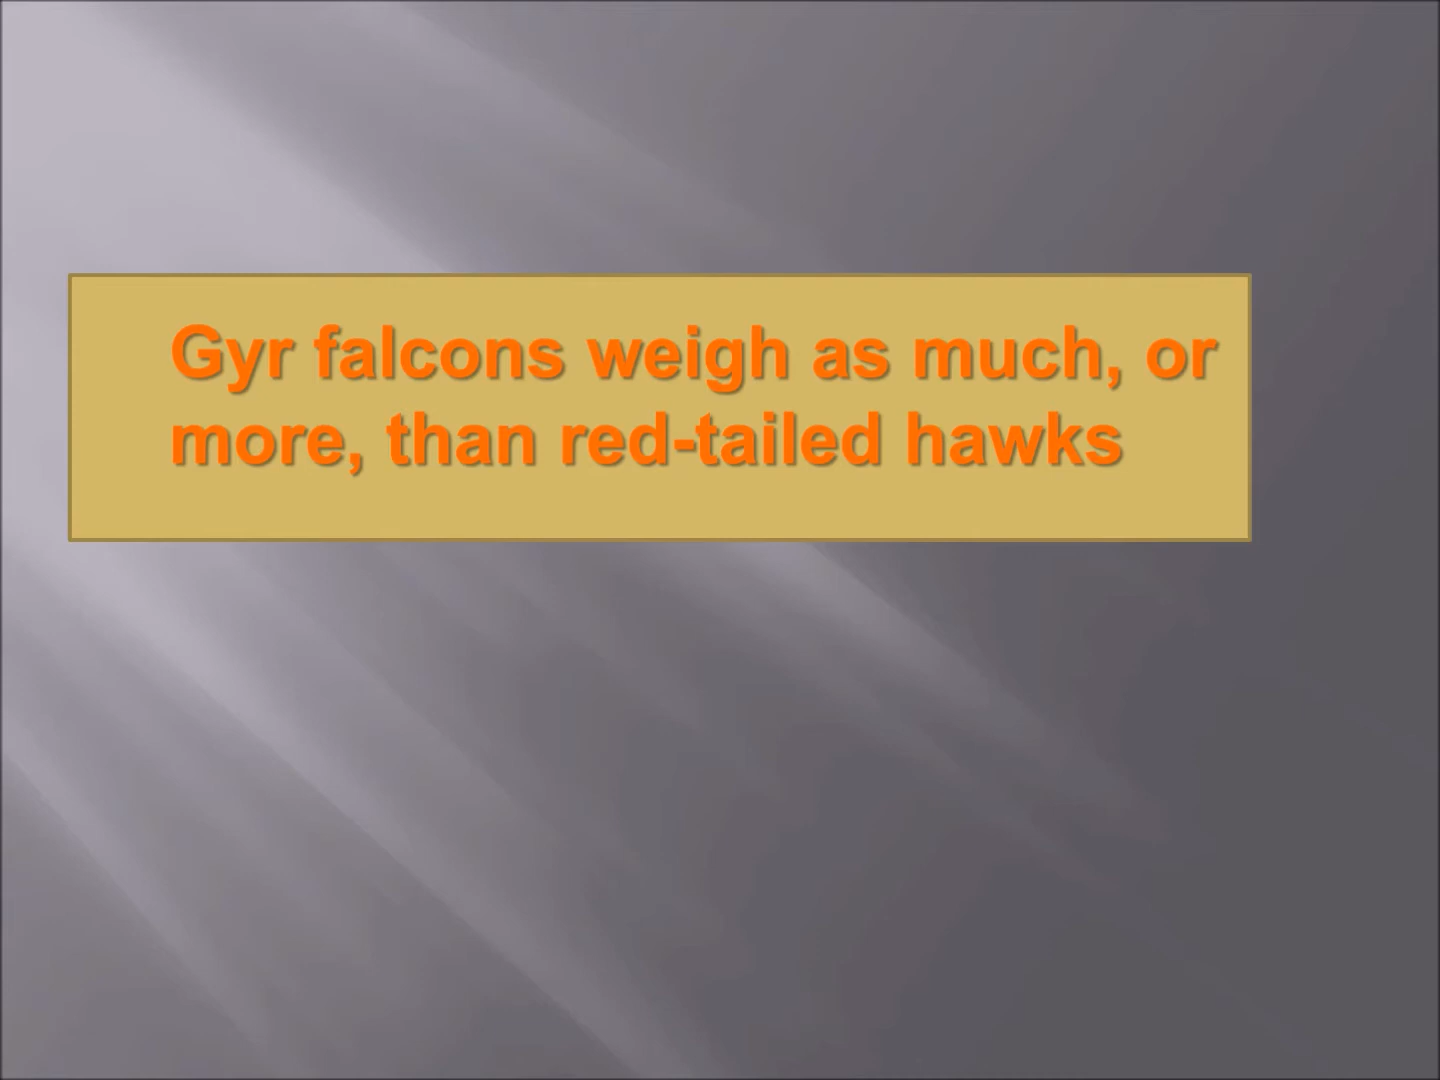 Gyr falcons weigh as much, or
more, than red-tailed hawks